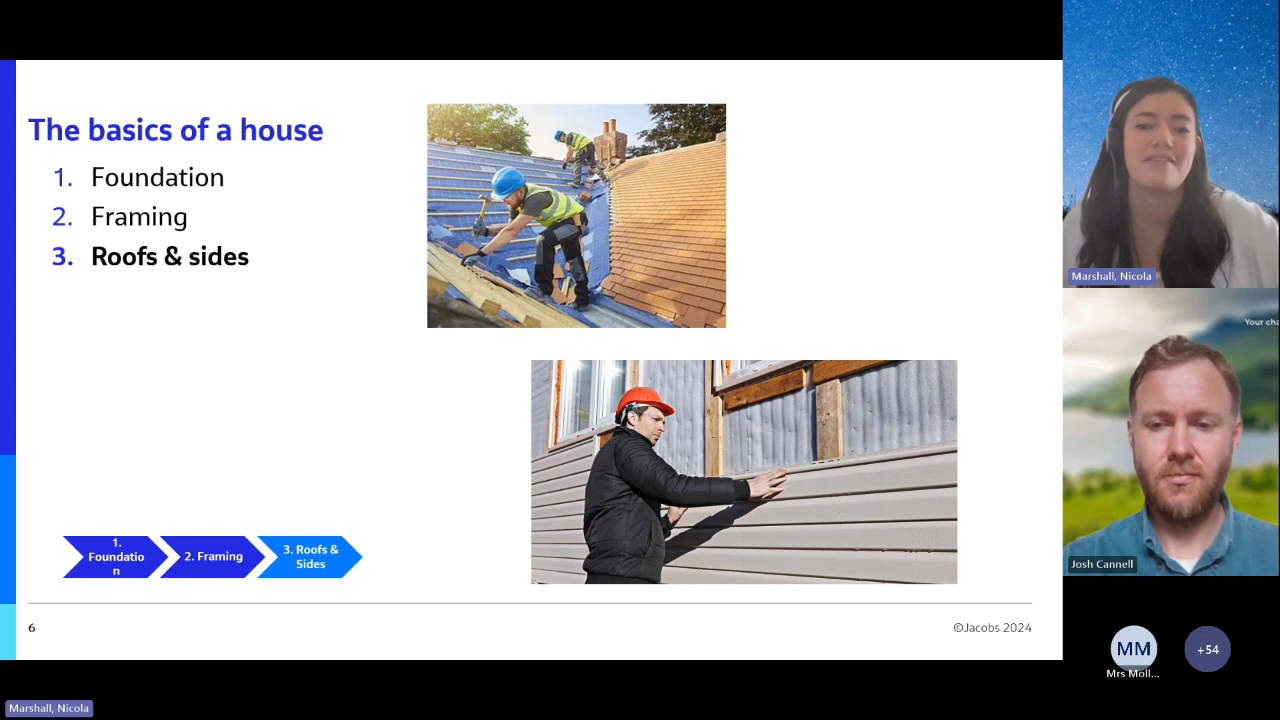 The basics of a house
1. Foundation
2. Framing
3. Roofs & sides
1.
Foundatio
n
2. Framing
3. Roofs &
Sides
6
©Jacobs 2024
Marshall, Nicola
Your cha
Josh Cannell
MM
+54
Mrs Moll...
Marshall, Nicola